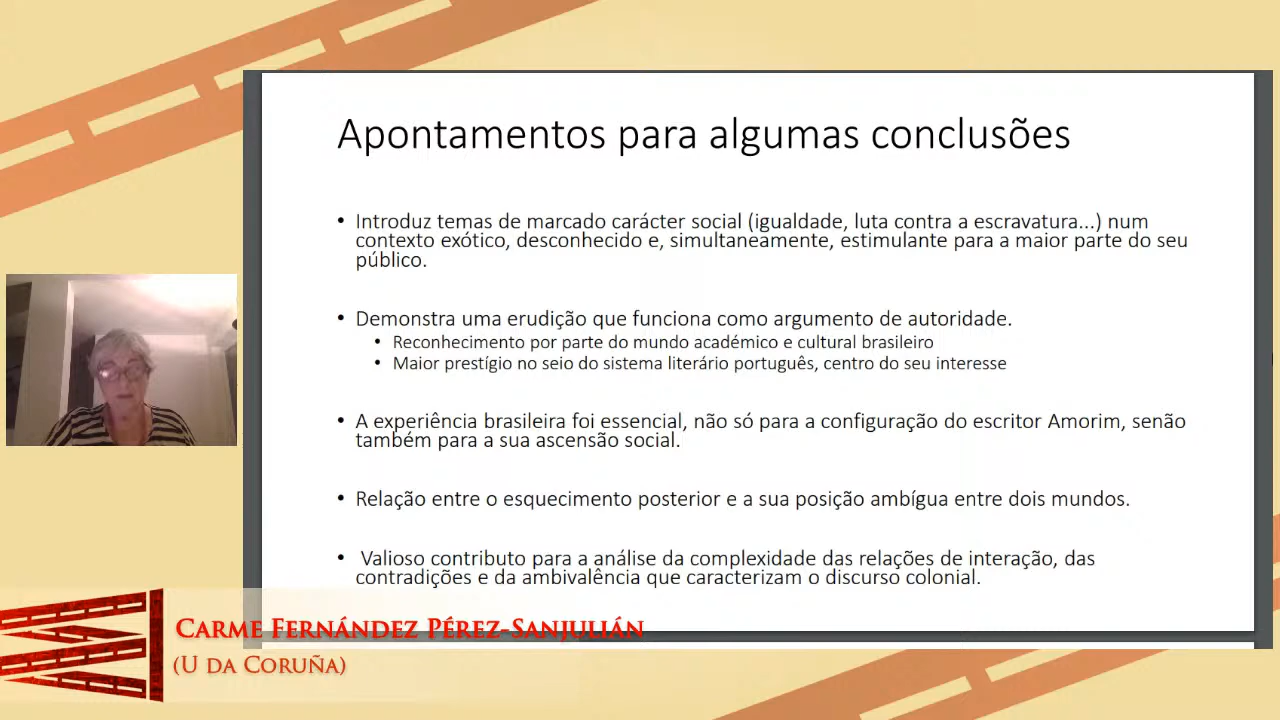 Apontamentos para algumas conclusões
• Introduz temas de marcado carácter social (igualdade, luta contra a escravatura...) num
contexto exótico, desconhecido e, simultaneamente, estimulante para a maior parte do seu
público.
• Demonstra uma erudição que funciona como argumento de autoridade.
• Reconhecimento por parte do mundo académico e cultural brasileiro
• Maior prestígio no seio do sistema literário português, centro do seu interesse
• A experiência brasileira foi essencial, não só para a configuração do escritor Amorim, senão
também para a sua ascensão social.
• Relação entre o esquecimento posterior e a sua posição ambígua entre dois mundos.
• Valioso contributo para a análise da complexidade das relações de interação, das
contradições e da ambivalência que caracterizam o discurso colonial.
Carme Fernández Pérez-Sanjulián
(U da Coruña)